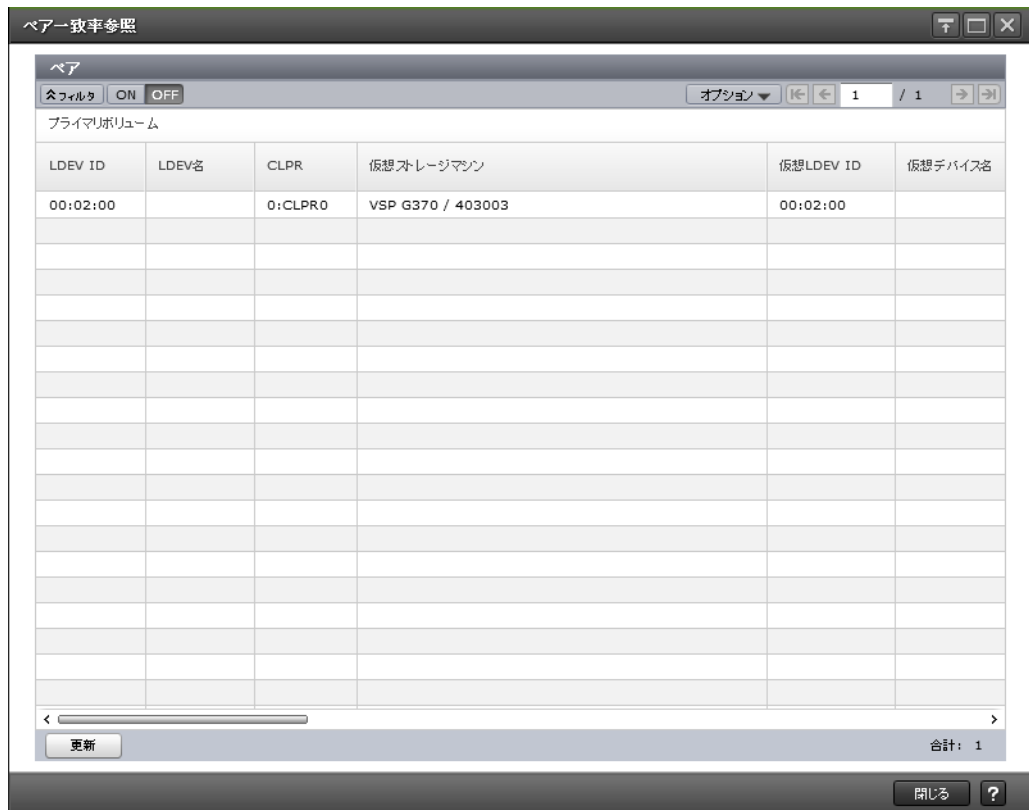 ペア一致率参照
ペア
フィルタ ON OFF オプション 1 / 1
プライマリボリューム
LDEV ID LDEV名 CLPR 仮想ストレージマシン 仮想LDEV ID 仮想デバイス名
00:02:00 0:CLPR0 VSP G370 / 403003 00:02:00
更新 合計: 1
閉じる ?